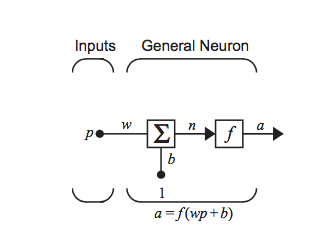 Inputs General Neuron
p w Σ n f a
b
1
a = f(wp + b)